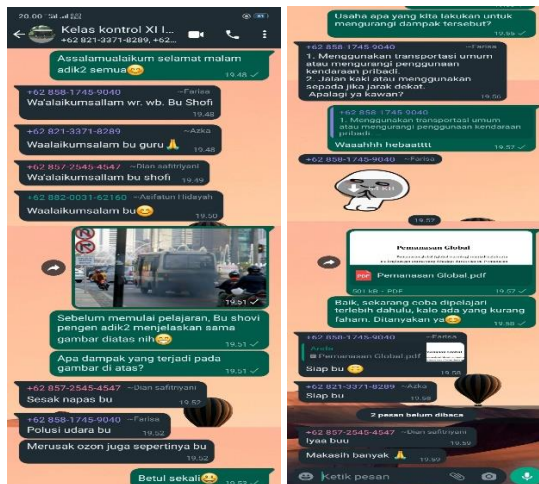 20.00
Kelas kontrol XI I...
+62 821-3371-8289, +62...
Assalamualaikum selamat malam
adik2 semua😊
19.48
+62 858-1745-9040 ~Farisa
Wa'alaikumsallam wr. wb. Bu Shofi
19.48
+62 821-3371-8289 ~Azka
Waalaikumsalam bu guru🙏
19.48
+62 857-2545-4547 ~Dian safitriyani
Wa'alaikumsalam bu shofi
19.49
+62 882-0031-62160 ~Asifatun Hidayah
Waalaikumsalam bu😊
19.50
19.51
Sebelum memulai pelajaran, Bu shovi
pengen adik2 menjelaskan sama
gambar diatas nih😁
19.51
Apa dampak yang terjadi pada
gambar di atas?
19.51
+62 857-2545-4547 ~Dian safitriyani
Sesak napas bu
19.52
+62 858-1745-9040 ~Farisa
Polusi udara bu
19.52
Merusak ozon juga sepertinya bu
19.52
Betul sekali😄
19.53
Usaha apa yang kita lakukan untuk
mengurangi dampak tersebut?
19.55
+62 858-1745-9040 ~Farisa
1. Menggunakan transportasi umum
atau mengurangi penggunaan
kendaraan pribadi.
2. Jalan kaki atau menggunakan
sepada jika jarak dekat.
Apalagi ya kawan?
19.56
+62 858-1745-9040
1. Menggunakan transportasi umum
atau mengurangi penggunaan kendaraan
pribadi.
Waaahhh hebaatttt
19.57
+62 858-1745-9040 ~Farisa
19.57
Pemanasan Global
PDF
Pemanasan Global.pdf
501 kB • PDF
19.57
Baik, sekarang coba dipelajari
terlebih dahulu, kalo ada yang kurang
faham. Ditanyakan ya😊
19.58
+62 858-1745-9040 ~Farisa
Anda
Pemanasan Global.pdf
Siap bu😊
19.58
+62 821-3371-8289 ~Azka
Siap bu
19.58
2 pesan belum dibaca
+62 857-2545-4547 ~Dian safitriyani
Iyaa buu
19.59
Makasih banyak🙏
19.59
Ketik pesan